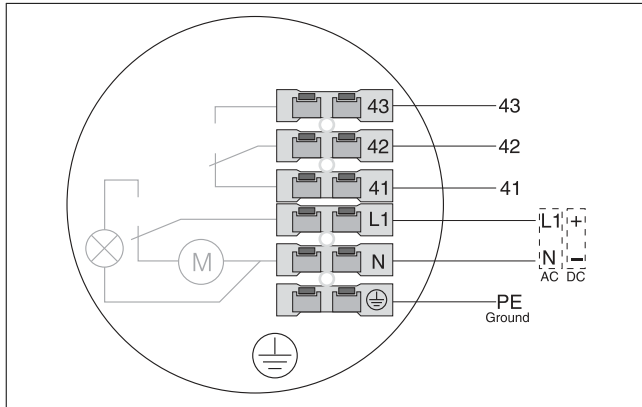 43 43
42 42
41 41
L1 L1 +
M N N −
AC DC
PE
Ground